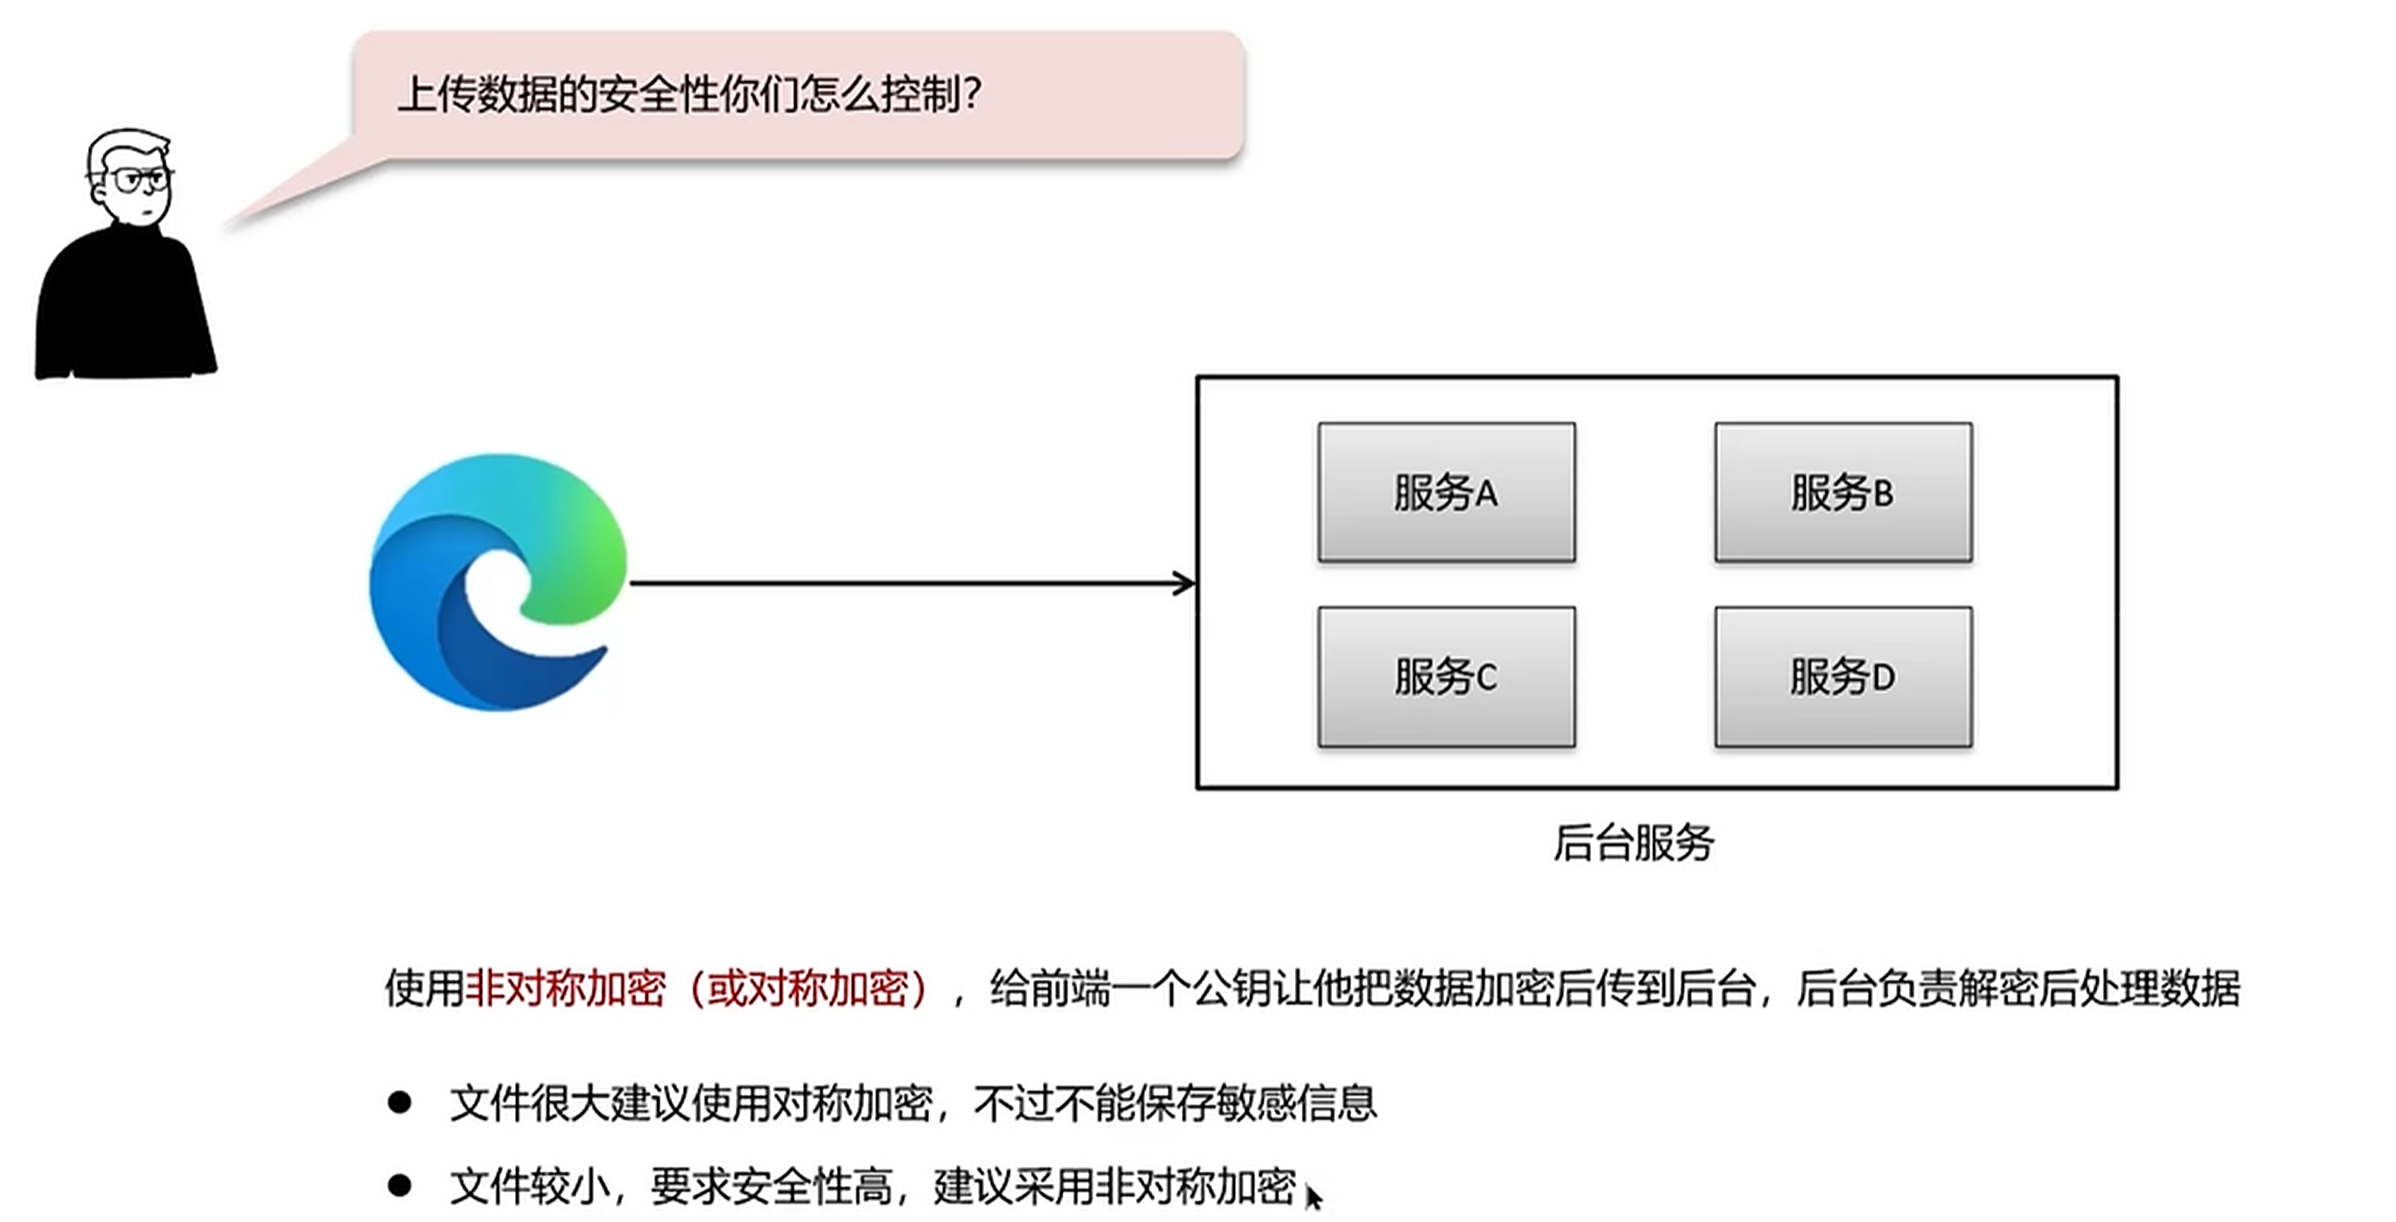 上传数据的安全性你们怎么控制？
服务A
服务B
服务C
服务D
后台服务
使用非对称加密（或对称加密），给前端一个公钥让他把数据加密后传到后台，后台负责解密后处理数据
● 文件很大建议使用对称加密，不过不能保存敏感信息
● 文件较小，要求安全性高，建议采用非对称加密